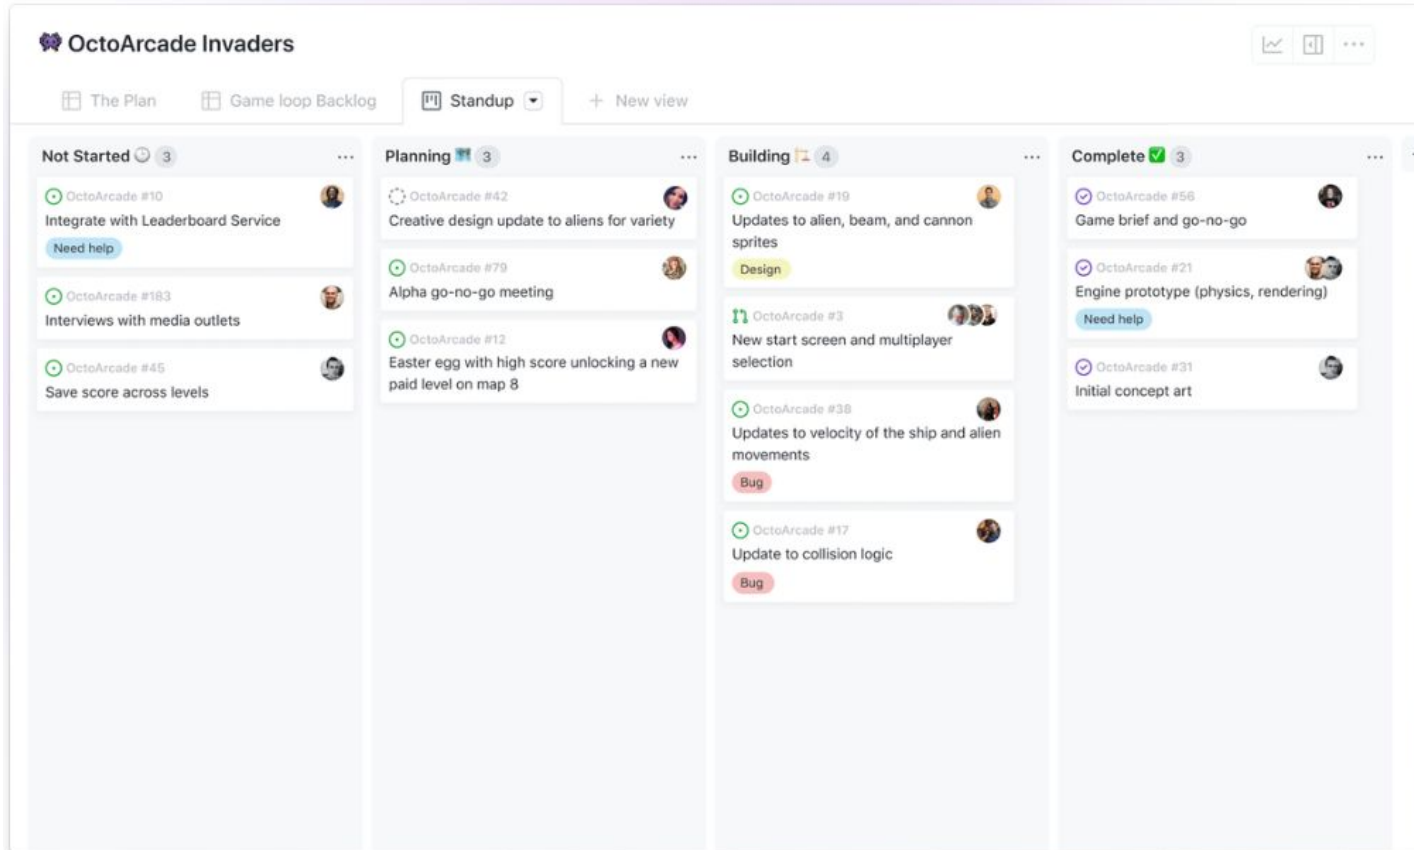 OctoArcade Invaders
The Plan
Game loop Backlog
Standup
New view
Not Started 3
OctoArcade #10
Integrate with Leaderboard Service
Need help
OctoArcade #183
Interviews with media outlets
OctoArcade #45
Save score across levels
Planning 3
OctoArcade #42
Creative design update to aliens for variety
OctoArcade #79
Alpha go-no-go meeting
OctoArcade #12
Easter egg with high score unlocking a new
paid level on map 8
Building 4
OctoArcade #19
Updates to alien, beam, and cannon
sprites
Design
OctoArcade #3
New start screen and multiplayer
selection
OctoArcade #38
Updates to velocity of the ship and alien
movements
Bug
OctoArcade #17
Update to collision logic
Bug
Complete 3
OctoArcade #56
Game brief and go-no-go
OctoArcade #21
Engine prototype (physics, rendering)
Need help
OctoArcade #31
Initial concept art